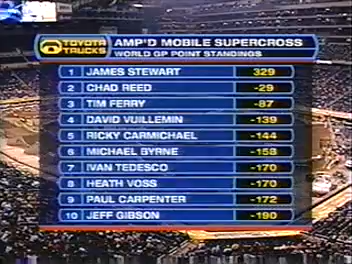 TOYOTA TRUCKS
AMP'D MOBILE SUPERCROSS
WORLD GP POINT STANDINGS
1 JAMES STEWART 329
2 CHAD REED -29
3 TIM FERRY -87
4 DAVID VUILLEMIN -139
5 RICKY CARMICHAEL -144
6 MICHAEL BYRNE -158
7 IVAN TEDESCO -170
8 HEATH VOSS -170
9 PAUL CARPENTER -172
10 JEFF GIBSON -190